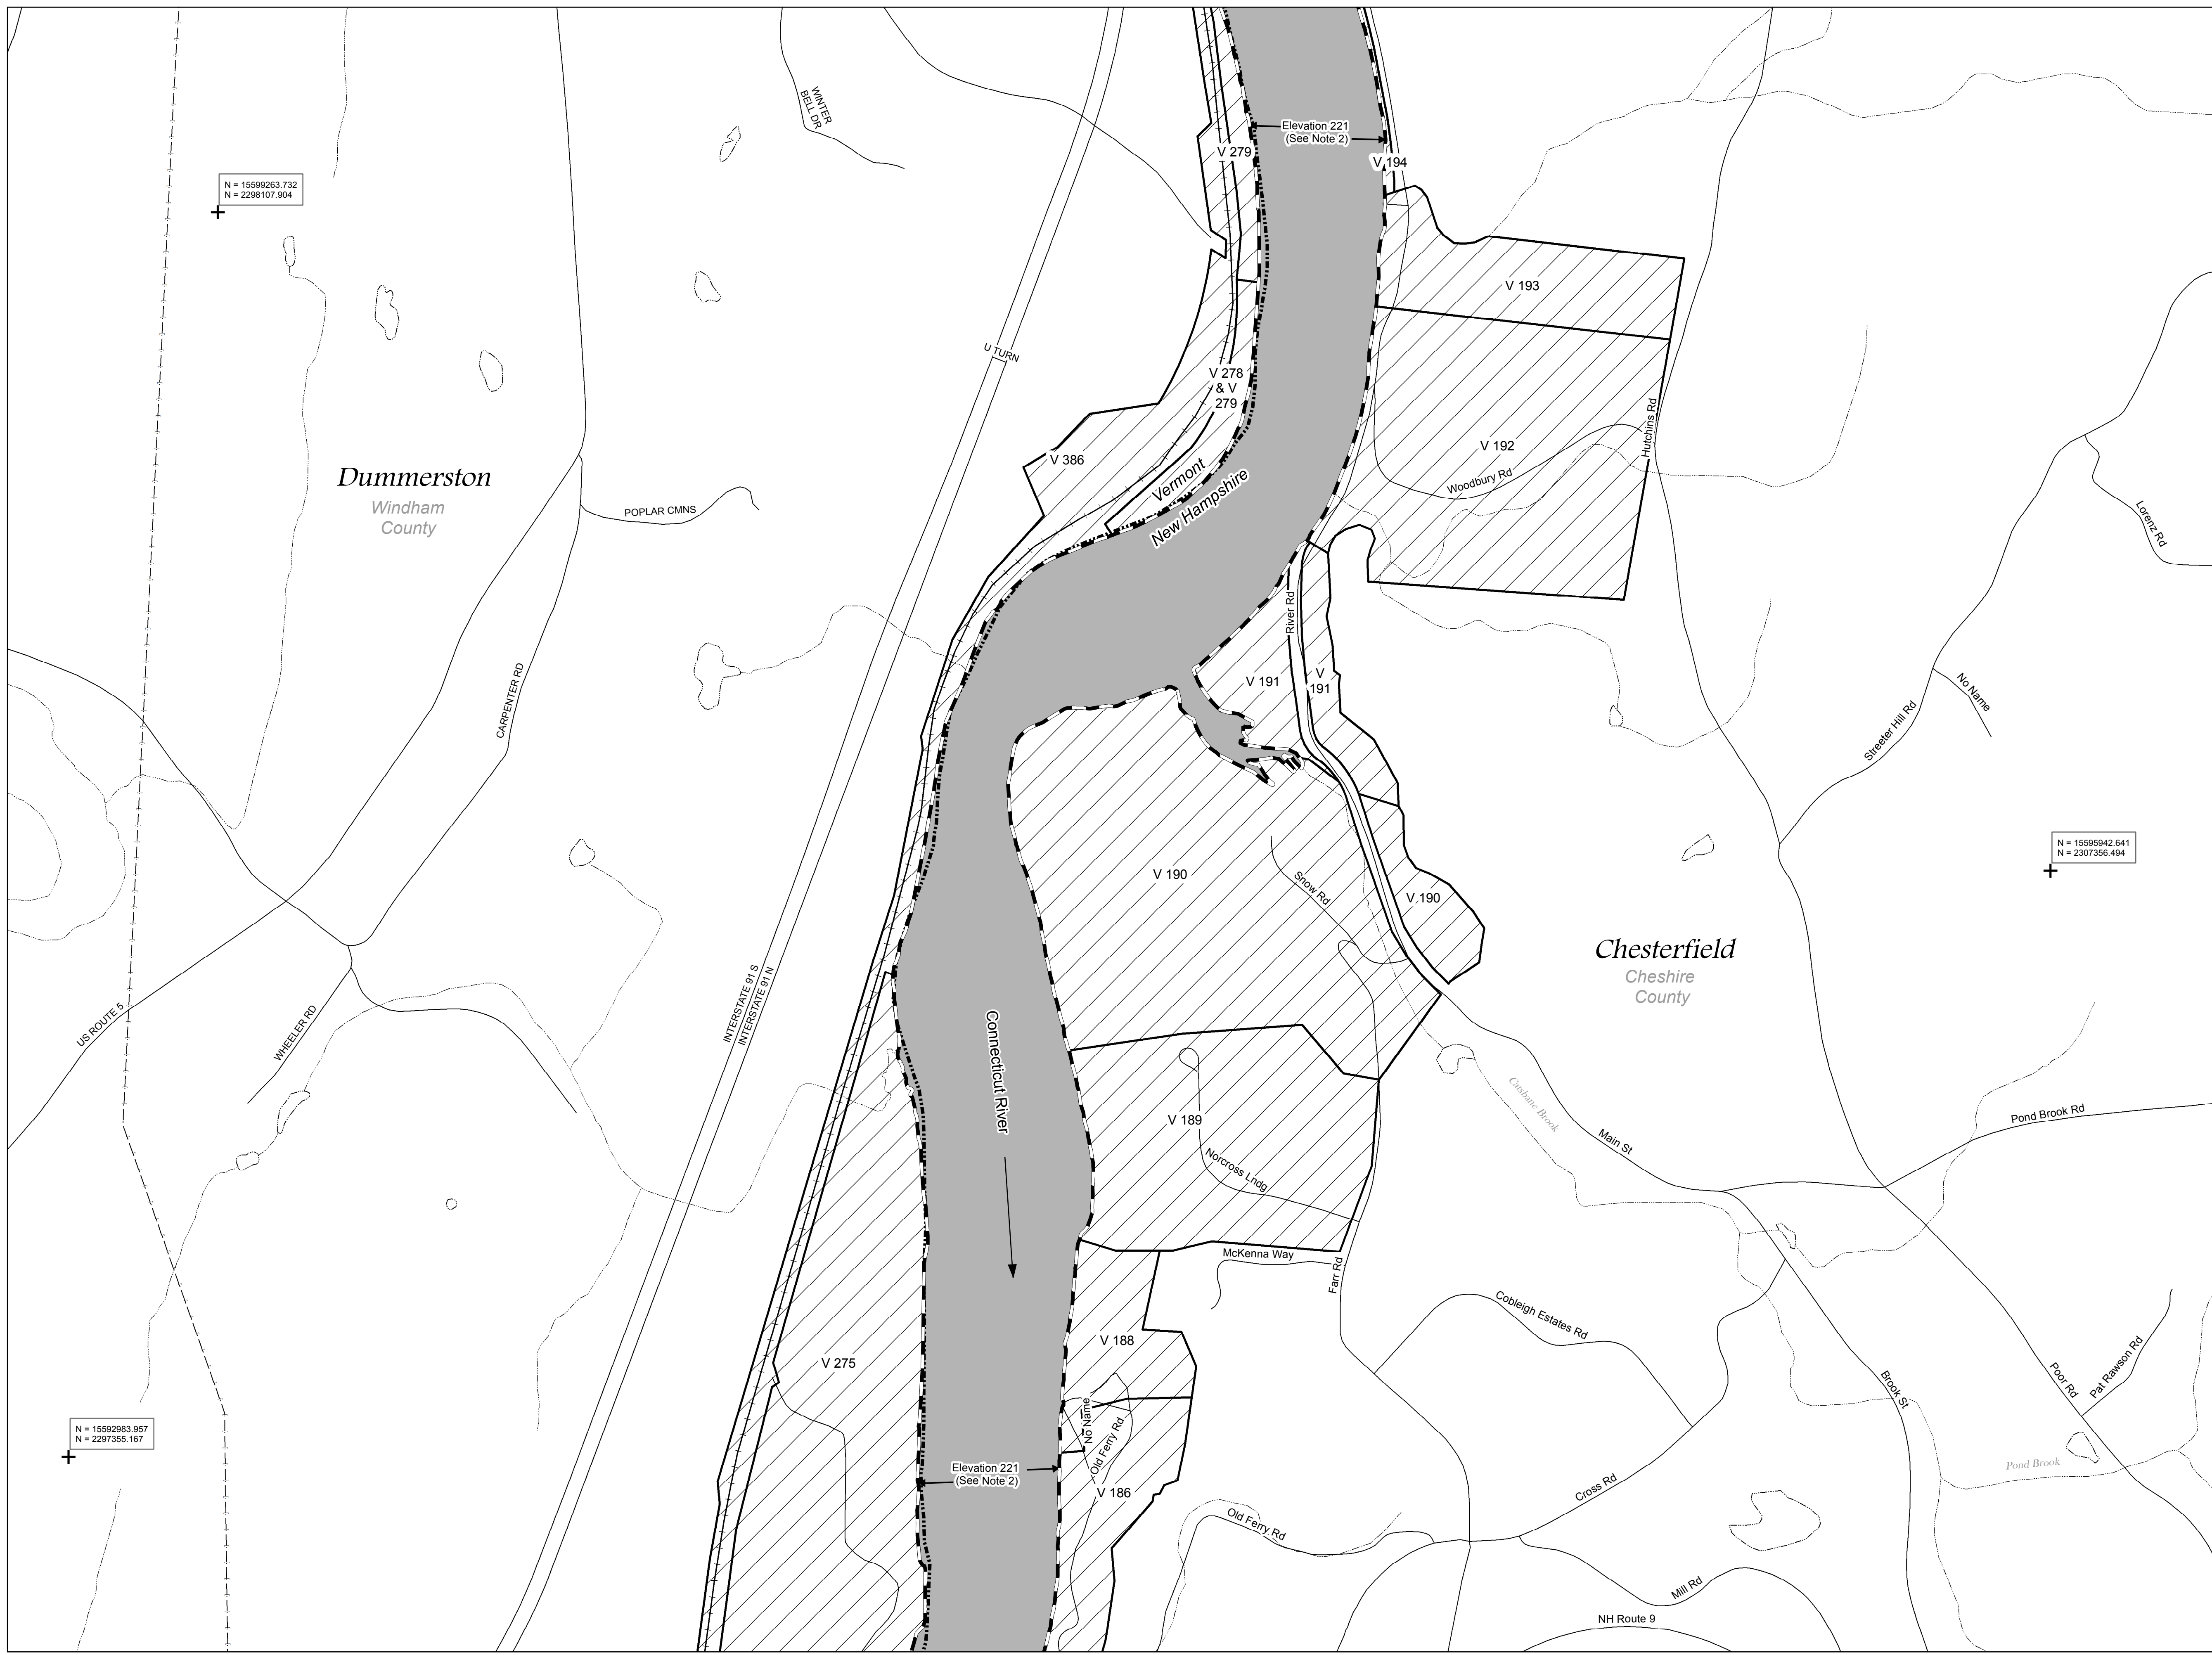 WINTER
BELL DR
Elevation 221
(See Note 2)
V 279
V 194
N = 15599263.732
N = 2298107.904
V 193
U TURN
V 278
& V
279
Hutchins Rd
V 192
V 386
Woodbury Rd
Vermont
New Hampshire
Dummerston
Windham
County
POPLAR CMNS
Lorenz Rd
River Rd
V 191
V
191
CARPENTER RD
No Name
Streeter Hill Rd
N = 15595942.641
N = 2307356.494
V 190
Snow Rd
V 190
Chesterfield
Cheshire
County
US ROUTE 5
WHEELER RD
INTERSTATE 91 S
INTERSTATE 91 N
Connecticut River
Catsbane Brook
V 189
Main St
Pond Brook Rd
Norcross Lndg
McKenna Way
Farr Rd
Cobleigh Estates Rd
V 188
V 275
Poor Rd
Pat Rawson Rd
Brook St
No Name
Old Ferry Rd
N = 15592983.957
N = 2297355.167
Elevation 221
(See Note 2)
V 186
Pond Brook
Cross Rd
Old Ferry Rd
Mill Rd
NH Route 9